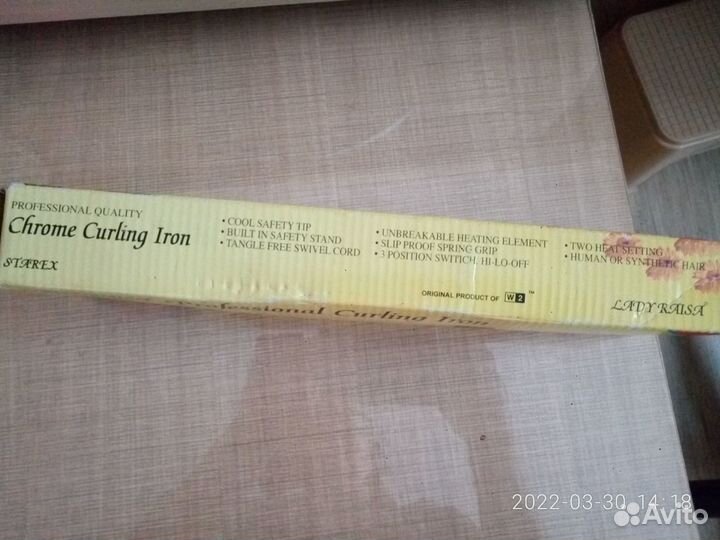 PROFESSIONAL QUALITY
Chrome Curling Iron
STAREX
• COOL SAFETY TIP
• BUILT IN SAFETY STAND
• TANGLE FREE SWIVEL CORD
• UNBREAKABLE HEATING ELEMENT
• SLIP PROOF SPRING GRIP
• 3 POSITION SWITCH, HI-LO-OFF
• TWO HEAT SETTING
• HUMAN OR SYNTHETIC HAIR
ORIGINAL PRODUCT OF W2 ™
LADY RAISA
Professional Curling Iron
2022-03-30 14:18
Avito